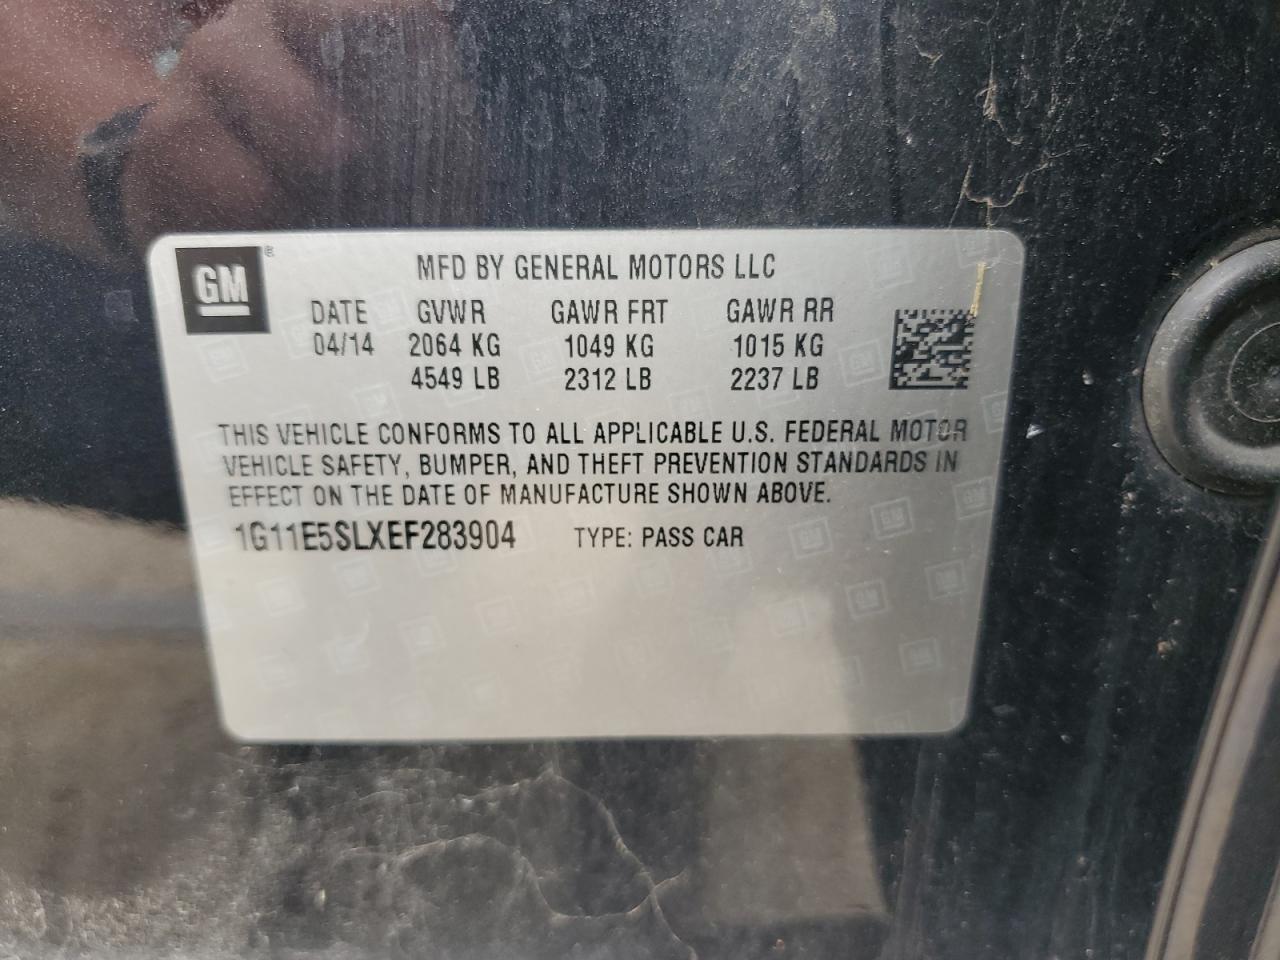 GM ®
MFD BY GENERAL MOTORS LLC
DATE GVWR GAWR FRT GAWR RR
04/14 2064 KG 1049 KG 1015 KG
4549 LB 2312 LB 2237 LB
THIS VEHICLE CONFORMS TO ALL APPLICABLE U.S. FEDERAL MOTOR
VEHICLE SAFETY, BUMPER, AND THEFT PREVENTION STANDARDS IN
EFFECT ON THE DATE OF MANUFACTURE SHOWN ABOVE.
1G11E5SLXEF283904 TYPE: PASS CAR